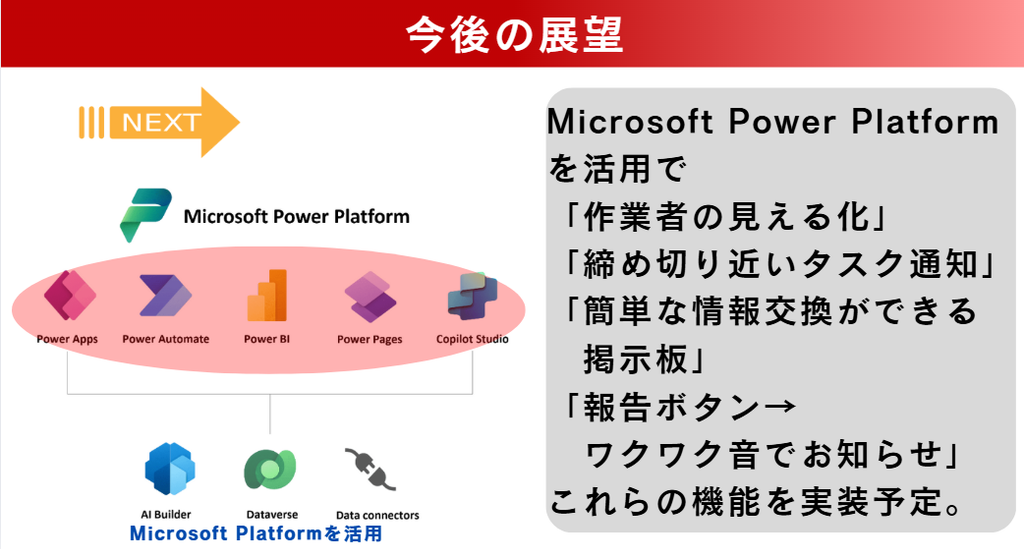 今後の展望
NEXT
Microsoft Power Platform
Power Apps
Power Automate
Power BI
Power Pages
Copilot Studio
AI Builder
Dataverse
Data connectors
Microsoft Platformを活用
Microsoft Power Platform
を活用で
「作業者の見える化」
「締め切り近いタスク通知」
「簡単な情報交換ができる
掲示板」
「報告ボタン→
ワクワク音でお知らせ」
これらの機能を実装予定。